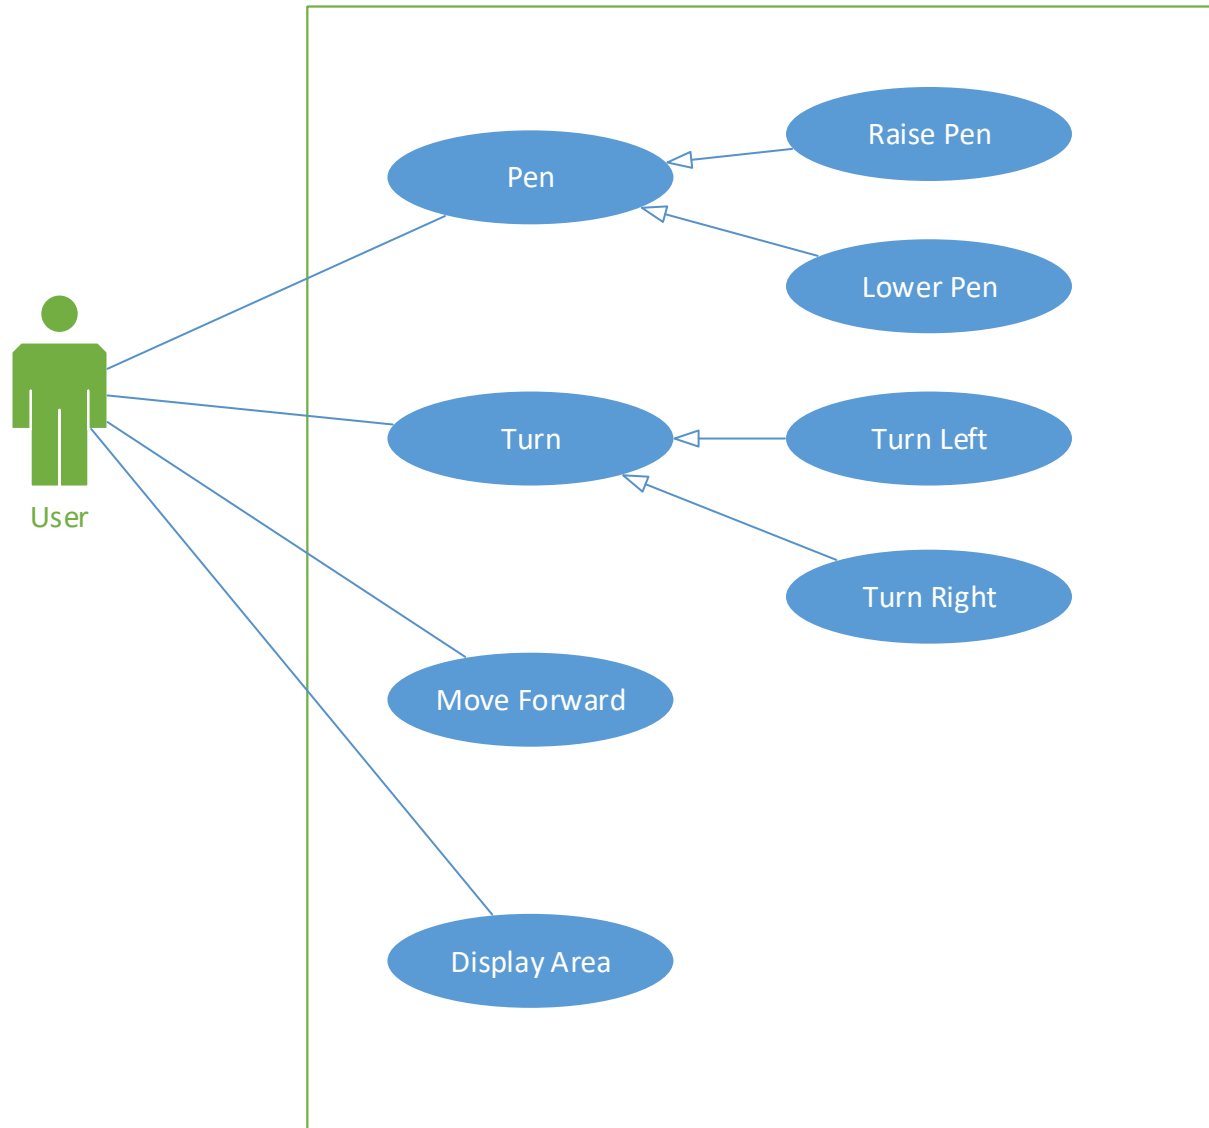 Raise Pen
Pen
Lower Pen
Turn
Turn Left
User
Turn Right
Move Forward
Display Area